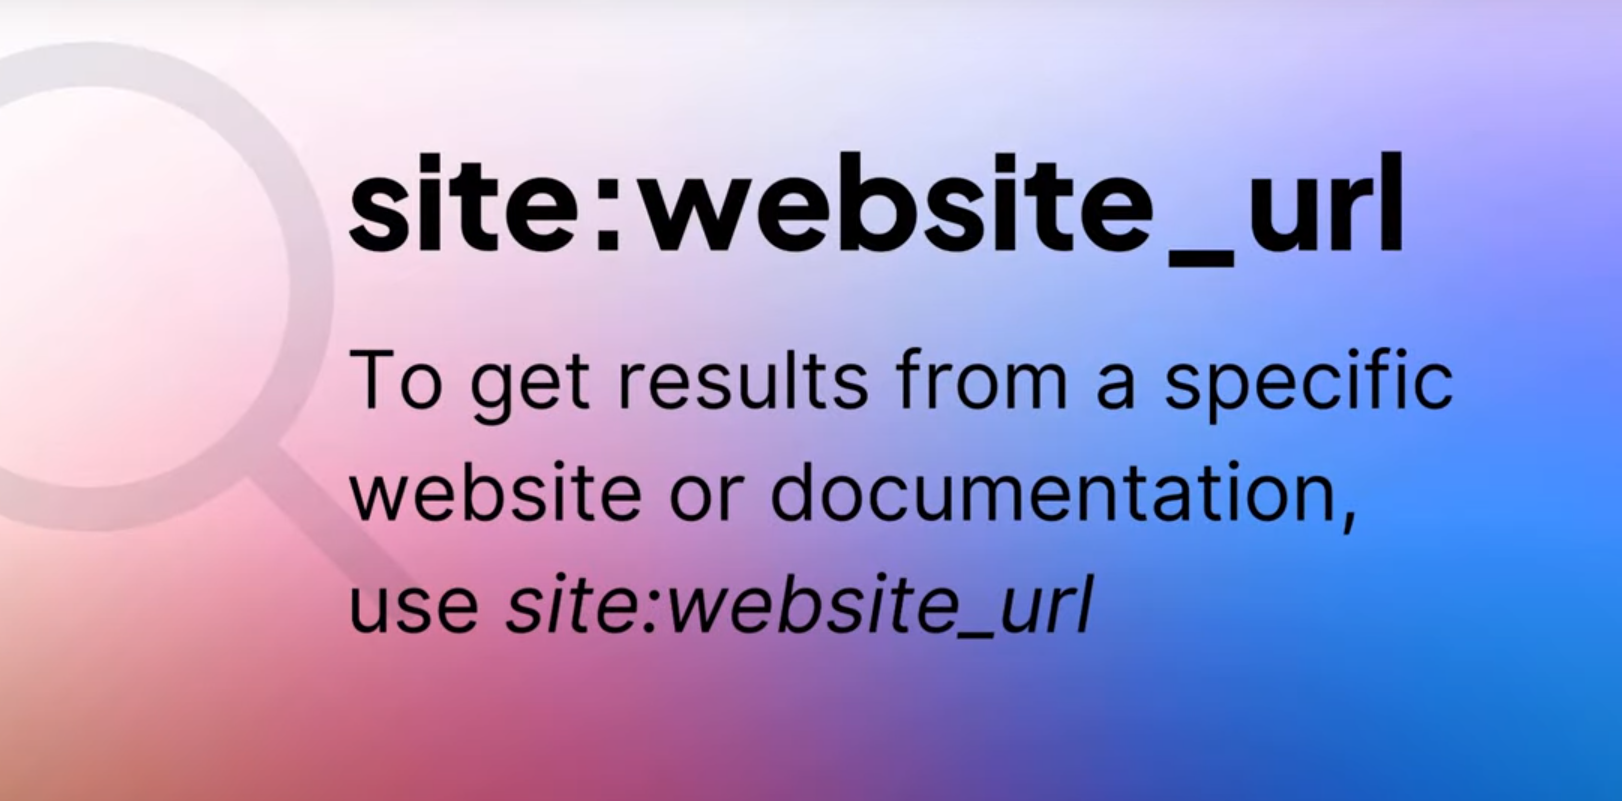 site:website_url
To get results from a specific
website or documentation,
use site:website_url